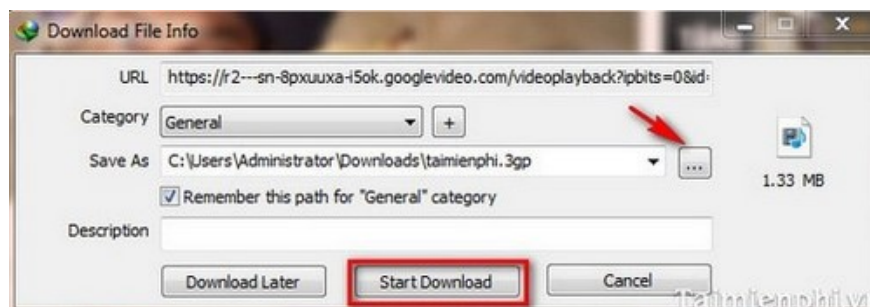 Download File Info
URL https://r2---sn-8pxuuxa-i5ok.googlevideo.com/videoplayback?ipbits=0&id=
Category General +
Save As C:\Users\Administrator\Downloads\taimienphi.3gp ...
1.33 MB
Remember this path for "General" category
Description
Download Later Start Download Cancel
Taimienphi.vn